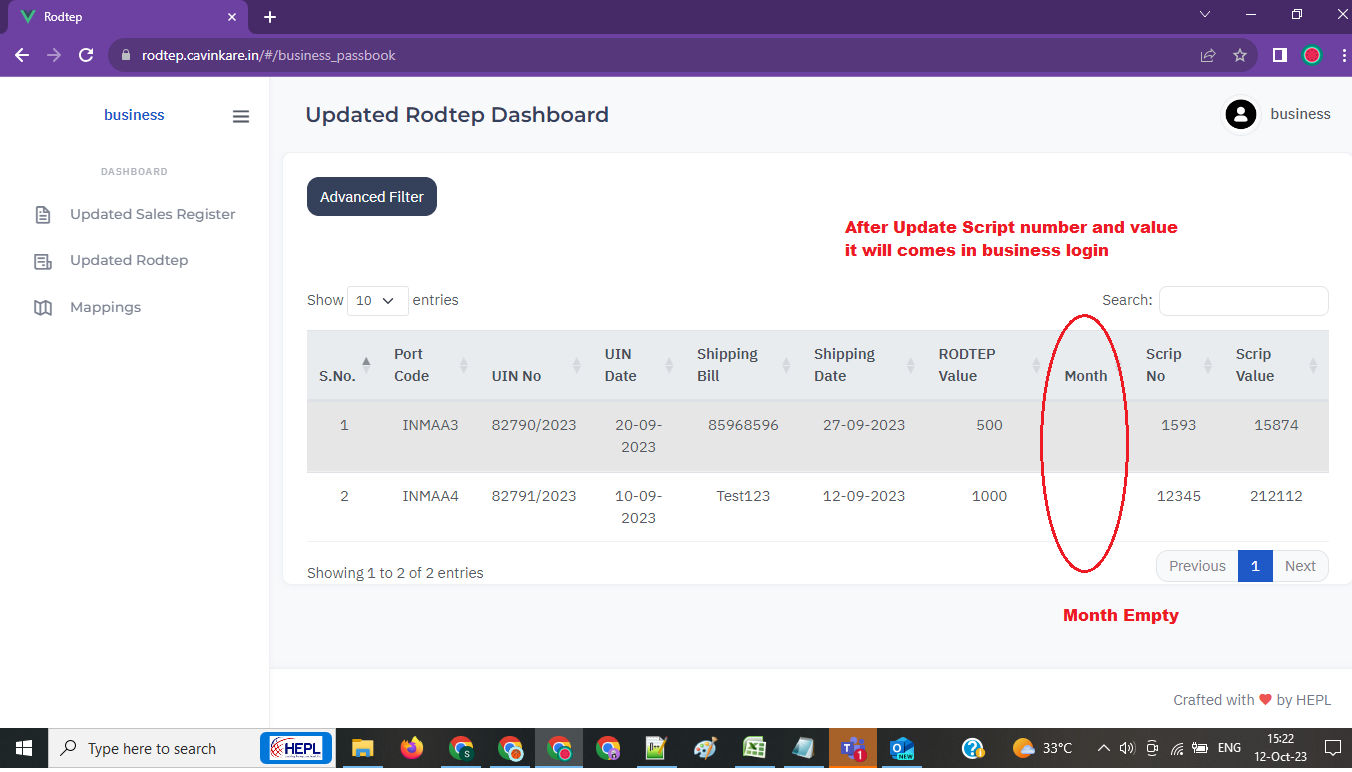 Rodtep
rodtep.cavinkare.in/#/business_passbook
business
DASHBOARD
Updated Sales Register
Updated Rodtep
Mappings
Updated Rodtep Dashboard
business
Advanced Filter
After Update Script number and value
it will comes in business login
Show 10 entries
Search:
S.No. Port Code UIN No UIN Date Shipping Bill Shipping Date RODTEP Value Month Scrip No Scrip Value
1 INMAA3 82790/2023 20-09-2023 85968596 27-09-2023 500 1593 15874
2 INMAA4 82791/2023 10-09-2023 Test123 12-09-2023 1000 12345 212112
Showing 1 to 2 of 2 entries
Previous 1 Next
Month Empty
Crafted with ❤ by HEPL
Type here to search
HEPL
S
1
NEW
33°C
ENG
15:22
12-Oct-23